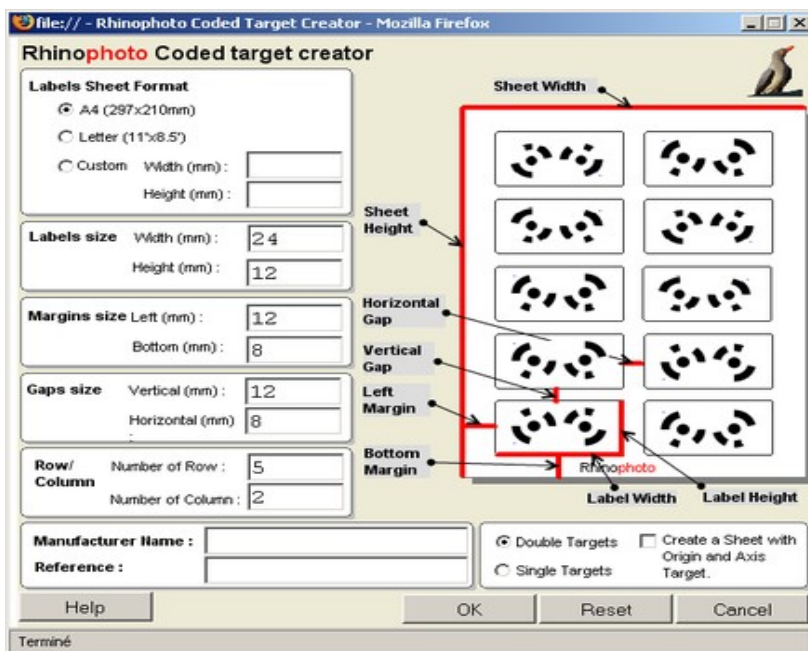 file:// - Rhinophoto Coded Target Creator - Mozilla Firefox
Rhinophoto Coded target creator
Labels Sheet Format
A4 (297x210mm)
Letter (11"x8.5")
Custom Width (mm) :
Height (mm) :
Labels size Width (mm) : 24
Height (mm) : 12
Margins size Left (mm) : 12
Bottom (mm) : 8
Gaps size Vertical (mm) : 12
Horizontal (mm) 8
:
Row/ Number of Row : 5
Column
Number of Column : 2
Sheet Width
Sheet
Height
Horizontal
Gap
Vertical
Gap
Left
Margin
Bottom
Margin
Rhinophoto
Label Width Label Height
Manufacturer Name :
Reference :
Double Targets
Single Targets
Create a Sheet with
Origin and Axis
Target.
Help OK Reset Cancel
Terminé